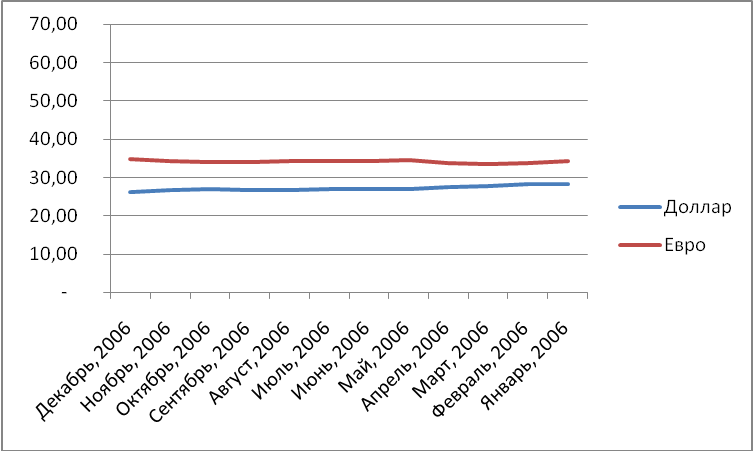 70,00
60,00
50,00
40,00
30,00
20,00
10,00
-
Декабрь, 2006
Ноябрь, 2006
Октябрь, 2006
Сентябрь, 2006
Август, 2006
Июль, 2006
Июнь, 2006
Май, 2006
Апрель, 2006
Март, 2006
Февраль, 2006
Январь, 2006
Доллар
Евро